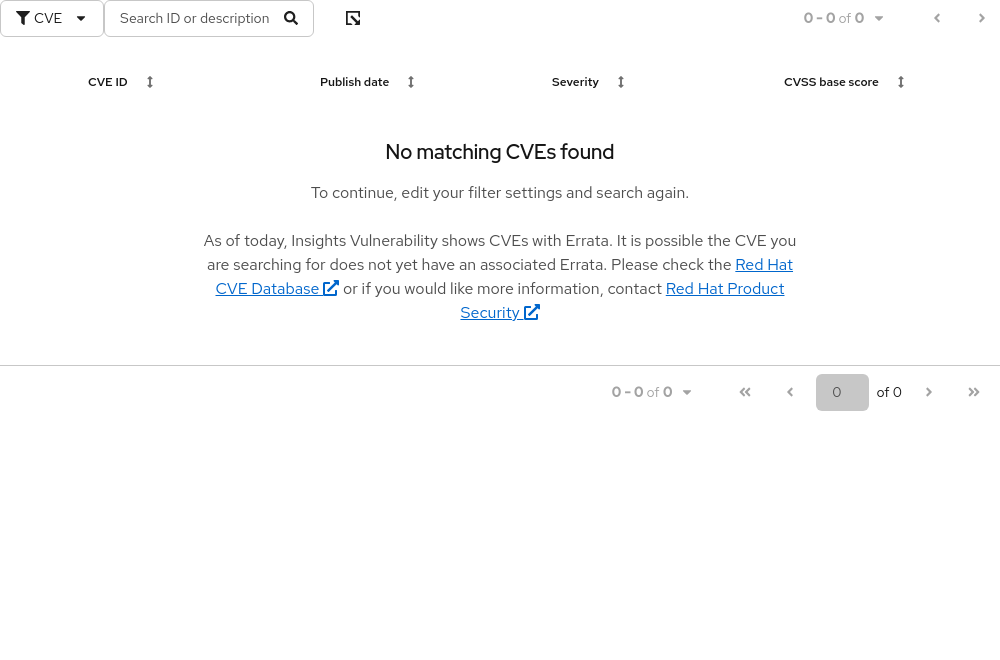 CVE
Search ID or description
0 - 0 of 0
CVE ID
Publish date
Severity
CVSS base score
No matching CVEs found
To continue, edit your filter settings and search again.
As of today, Insights Vulnerability shows CVEs with Errata. It is possible the CVE you
are searching for does not yet have an associated Errata. Please check the Red Hat
CVE Database or if you would like more information, contact Red Hat Product
Security
0 - 0 of 0
0 of 0